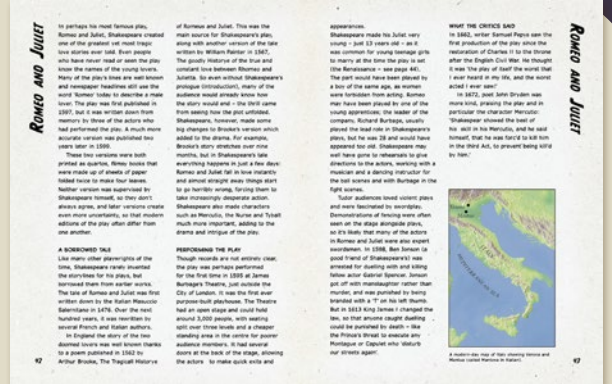 ROMEO AND JULIET
In perhaps his most famous play,
Romeo and Juliet, Shakespeare created
one of the greatest yet most tragic
love stories ever told. Even people
who have never read or seen the play
know the names of the young lovers.
Many of the play's lines are well known
and newspaper headlines still use the
word 'Romeo' today to describe a male
lover. The play was first published in
1597, but it was written down from
memory by three of the actors who
had performed the play. A much more
accurate version was published two
years later in 1599.
These two versions were both
printed as quartos, flimsy books that
were made up of sheets of paper
folded twice to make four leaves.
Neither version was supervised by
Shakespeare himself, so they don't
always agree, and later versions create
even more uncertainty, so that modern
editions of the play often differ from
one another.
A BORROWED TALE
Like many other playwrights of the
time, Shakespeare rarely invented
the storylines for his plays, but
borrowed them from earlier works.
The tale of Romeo and Juliet was first
written down by the Italian Masuccio
Salernitano in 1476. Over the next
hundred years, it was rewritten by
several French and Italian authors.
In England the story of the two
doomed lovers was well known thanks
to a poem published in 1562 by
Arthur Brooke, The Tragicall Historye
of Romeus and Juliet. This was the
main source for Shakespeare's play,
along with another version of the tale
written by William Painter in 1567,
The goodly Historye of the true and
constant love between Rhomeo and
Julietta. So even without Shakespeare's
prologue (introduction), many of the
audience would already know how
the story would end – the thrill came
from seeing how the plot unfolded.
Shakespeare, however, made some
big changes to Brooke's version which
added to the drama. For example,
Brooke's story stretches over nine
months, but in Shakespeare's tale
everything happens in just a few days:
Romeo and Juliet fall in love instantly
and almost straight away things start
to go horribly wrong, forcing them to
take increasingly desperate action.
Shakespeare also made characters
such as Mercutio, the Nurse and Tybalt
much more important, adding to the
drama and intrigue of the play.
PERFORMING THE PLAY
Though records are not entirely clear,
the play was perhaps performed
for the first time in 1595 at James
Burbage's Theatre, just outside the
City of London. It was the first ever
purpose-built playhouse. The Theatre
had an open stage and could hold
around 3,000 people, with seating
split over three levels and a cheaper
standing area in the centre for poorer
audience members. It had several
doors at the back of the stage, allowing
the actors to make quick exits and
appearances.
Shakespeare made his Juliet very
young – just 13 years old – as it
was common for young teenage girls
to marry at the time the play is set
(the Renaissance – see page 44).
The part would have been played by
a boy of the same age, as women
were forbidden from acting. Romeo
may have been played by one of the
young apprentices; the leader of the
company, Richard Burbage, usually
played the lead role in Shakespeare's
plays, but he was 28 and would have
appeared too old. Shakespeare may
well have gone to rehearsals to give
directions to the actors, working with a
musician and a dancing instructor for
the ball scenes and with Burbage in the
fight scenes.
Tudor audiences loved violent plays
and were fascinated by swordplay.
Demonstrations of fencing were often
seen on the stage alongside plays,
so it's likely that many of the actors
in Romeo and Juliet were also expert
swordsmen. In 1598, Ben Jonson (a
good friend of Shakespeare's) was
arrested for duelling with and killing
fellow actor Gabriel Spencer. Jonson
got off with manslaughter rather than
murder, and was punished by being
branded with a 'T' on his left thumb.
But in 1613 King James I changed the
law, so that anyone caught duelling
could be punished by death – like
the Prince's threat to execute any
Montague or Capulet who 'disturb
our streets again'.
WHAT THE CRITICS SAID
In 1662, writer Samuel Pepys saw the
first production of the play since the
restoration of Charles II to the throne
after the English Civil War. He thought
it was 'the play of itself the worst that
I ever heard in my life, and the worst
acted I ever saw!'
In 1672, poet John Dryden was
more kind, praising the play and in
particular the character Mercutio:
'Shakespear showed the best of
his skill in his Mercutio, and he said
himself, that he was forc'd to kill him
in the third Act, to prevent being kill'd
by him.'
A modern-day map of Italy showing Verona and
Mantua (called Mantova in Italian).
ROMEO AND JULIET